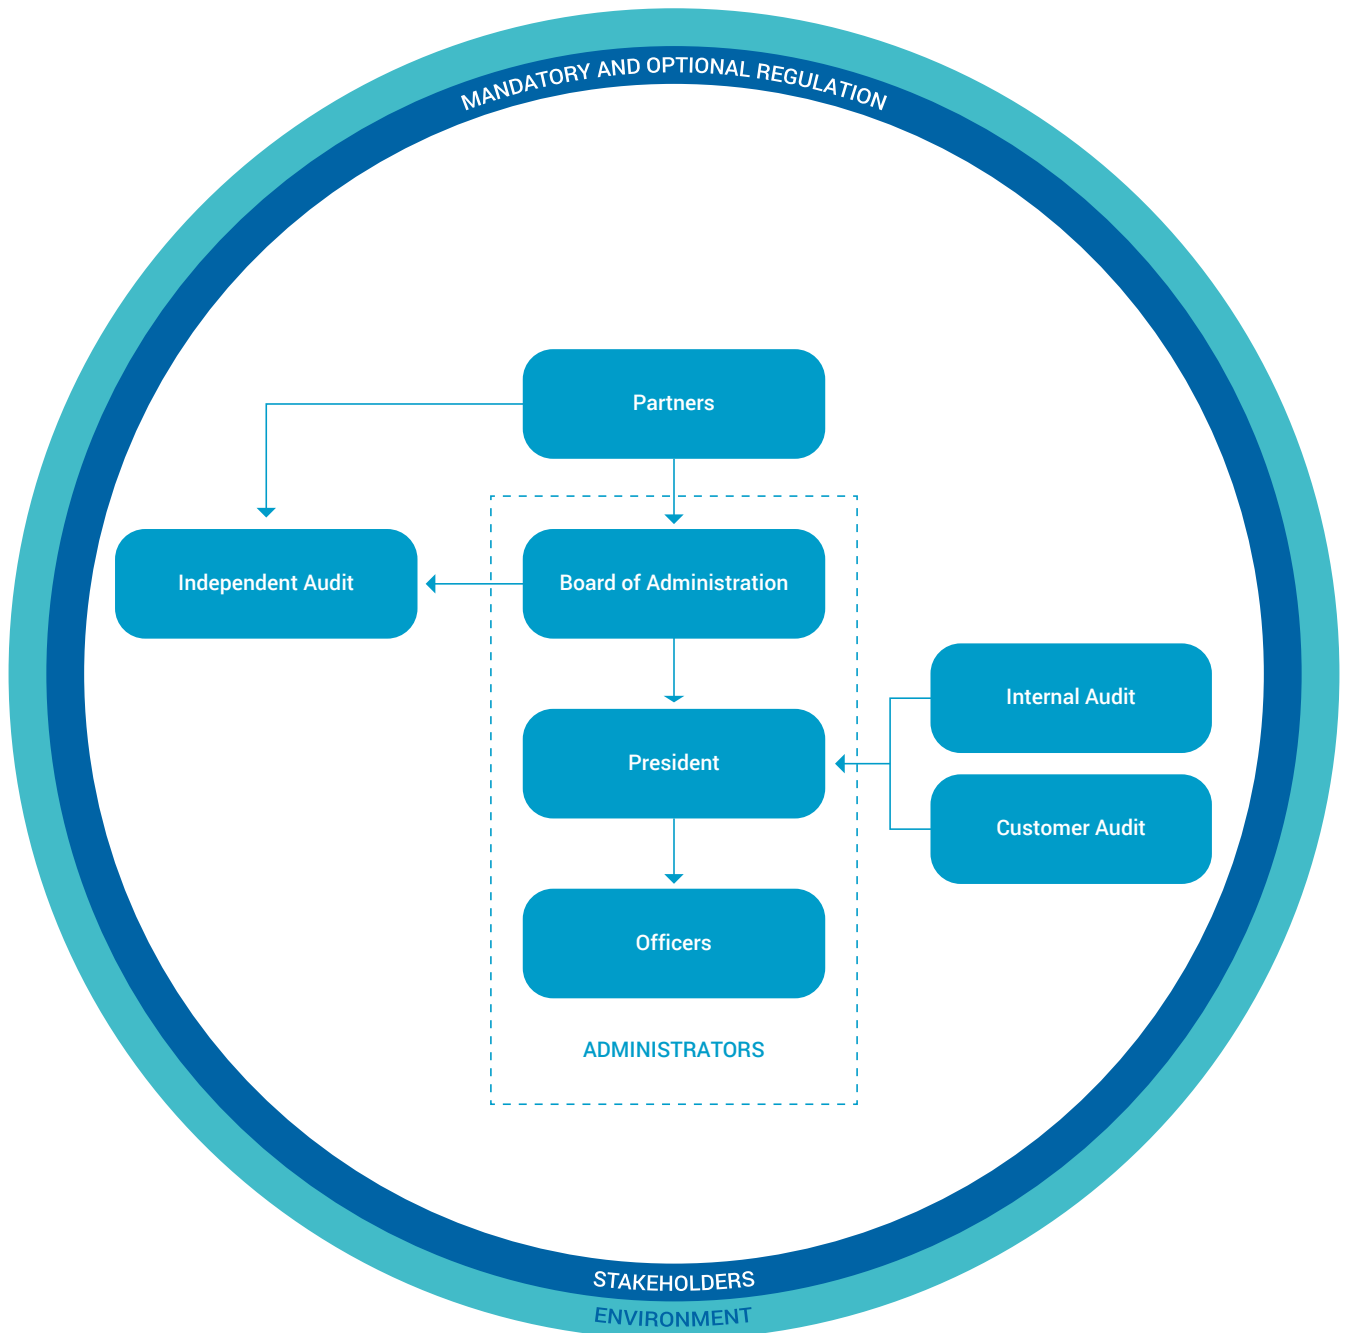 MANDATORY AND OPTIONAL REGULATION
Partners
Independent Audit
Board of Administration
Internal Audit
President
Customer Audit
Officers
ADMINISTRATORS
STAKEHOLDERS
ENVIRONMENT